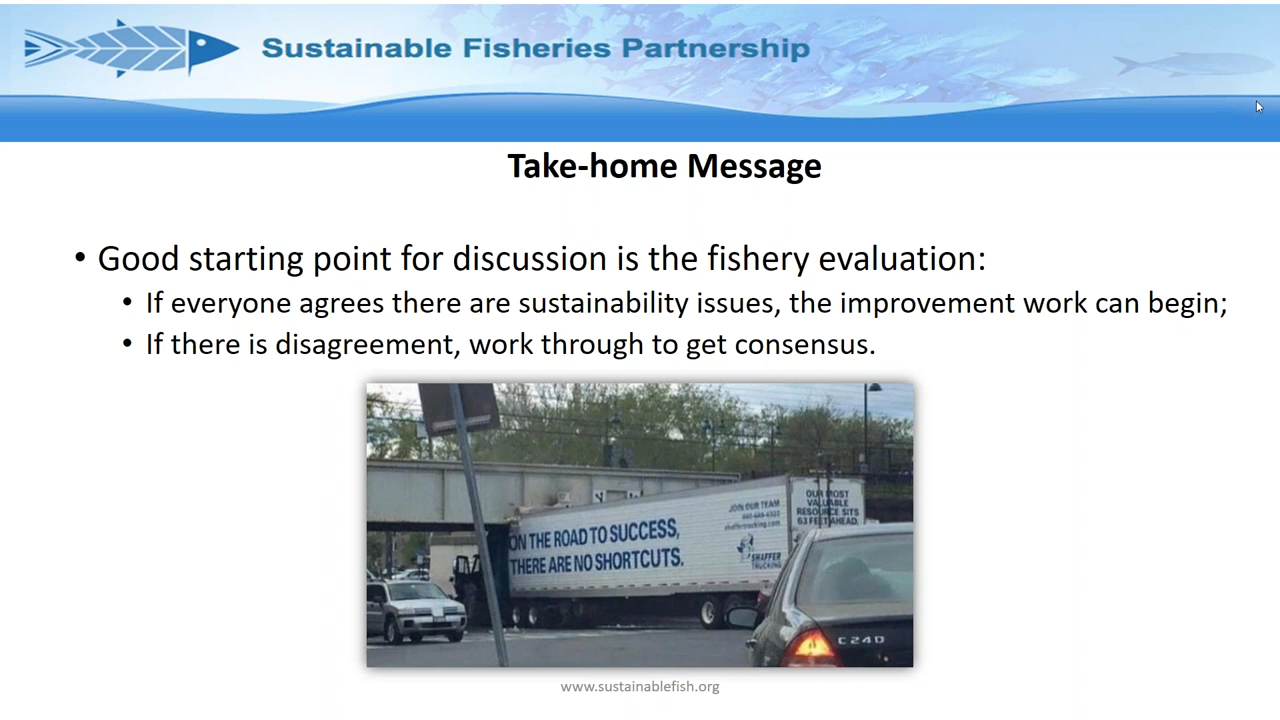 Sustainable Fisheries Partnership
Take-home Message
• Good starting point for discussion is the fishery evaluation:
• If everyone agrees there are sustainability issues, the improvement work can begin;
• If there is disagreement, work through to get consensus.
ON THE ROAD TO SUCCESS,
THERE ARE NO SHORTCUTS.
JOIN OUR TEAM
shaffertrucking.com
SHAFFER
TRUCKING
OUR MOST
VALUABLE
RESOURCE SITS
63 FEET AHEAD.
C240
www.sustainablefish.org